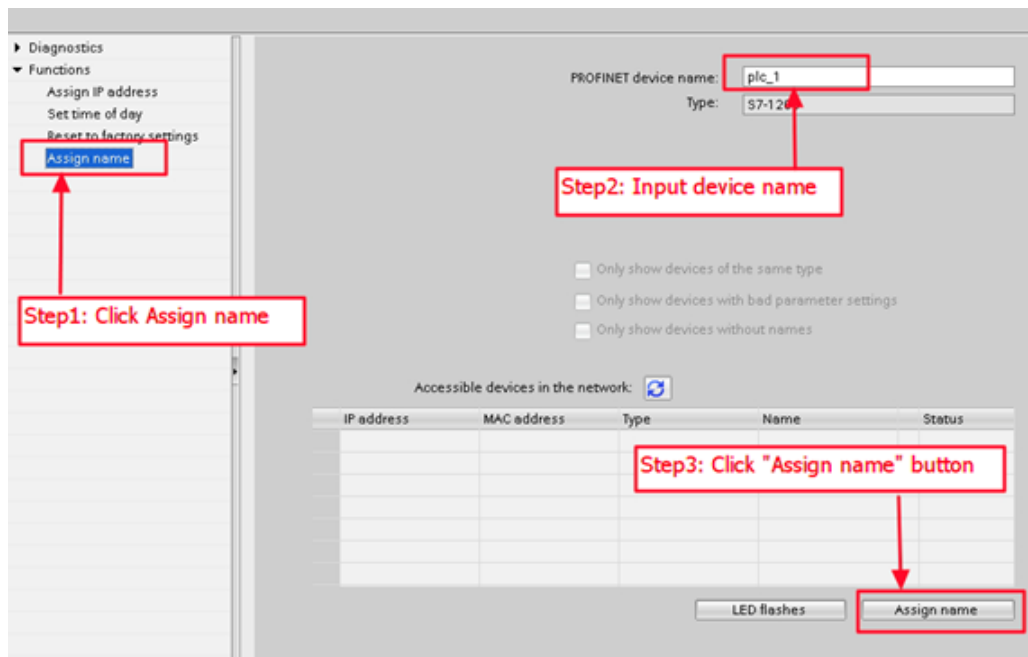 Diagnostics
Functions
Assign IP address
Set time of day
Reset to factory settings
Assign name
Step1: Click Assign name
PROFINET device name: plc_1
Type: S7-120
Step2: Input device name
Only show devices of the same type
Only show devices with bad parameter settings
Only show devices without names
Accessible devices in the network:
IP address MAC address Type Name Status
Step3: Click "Assign name" button
LED flashes Assign name